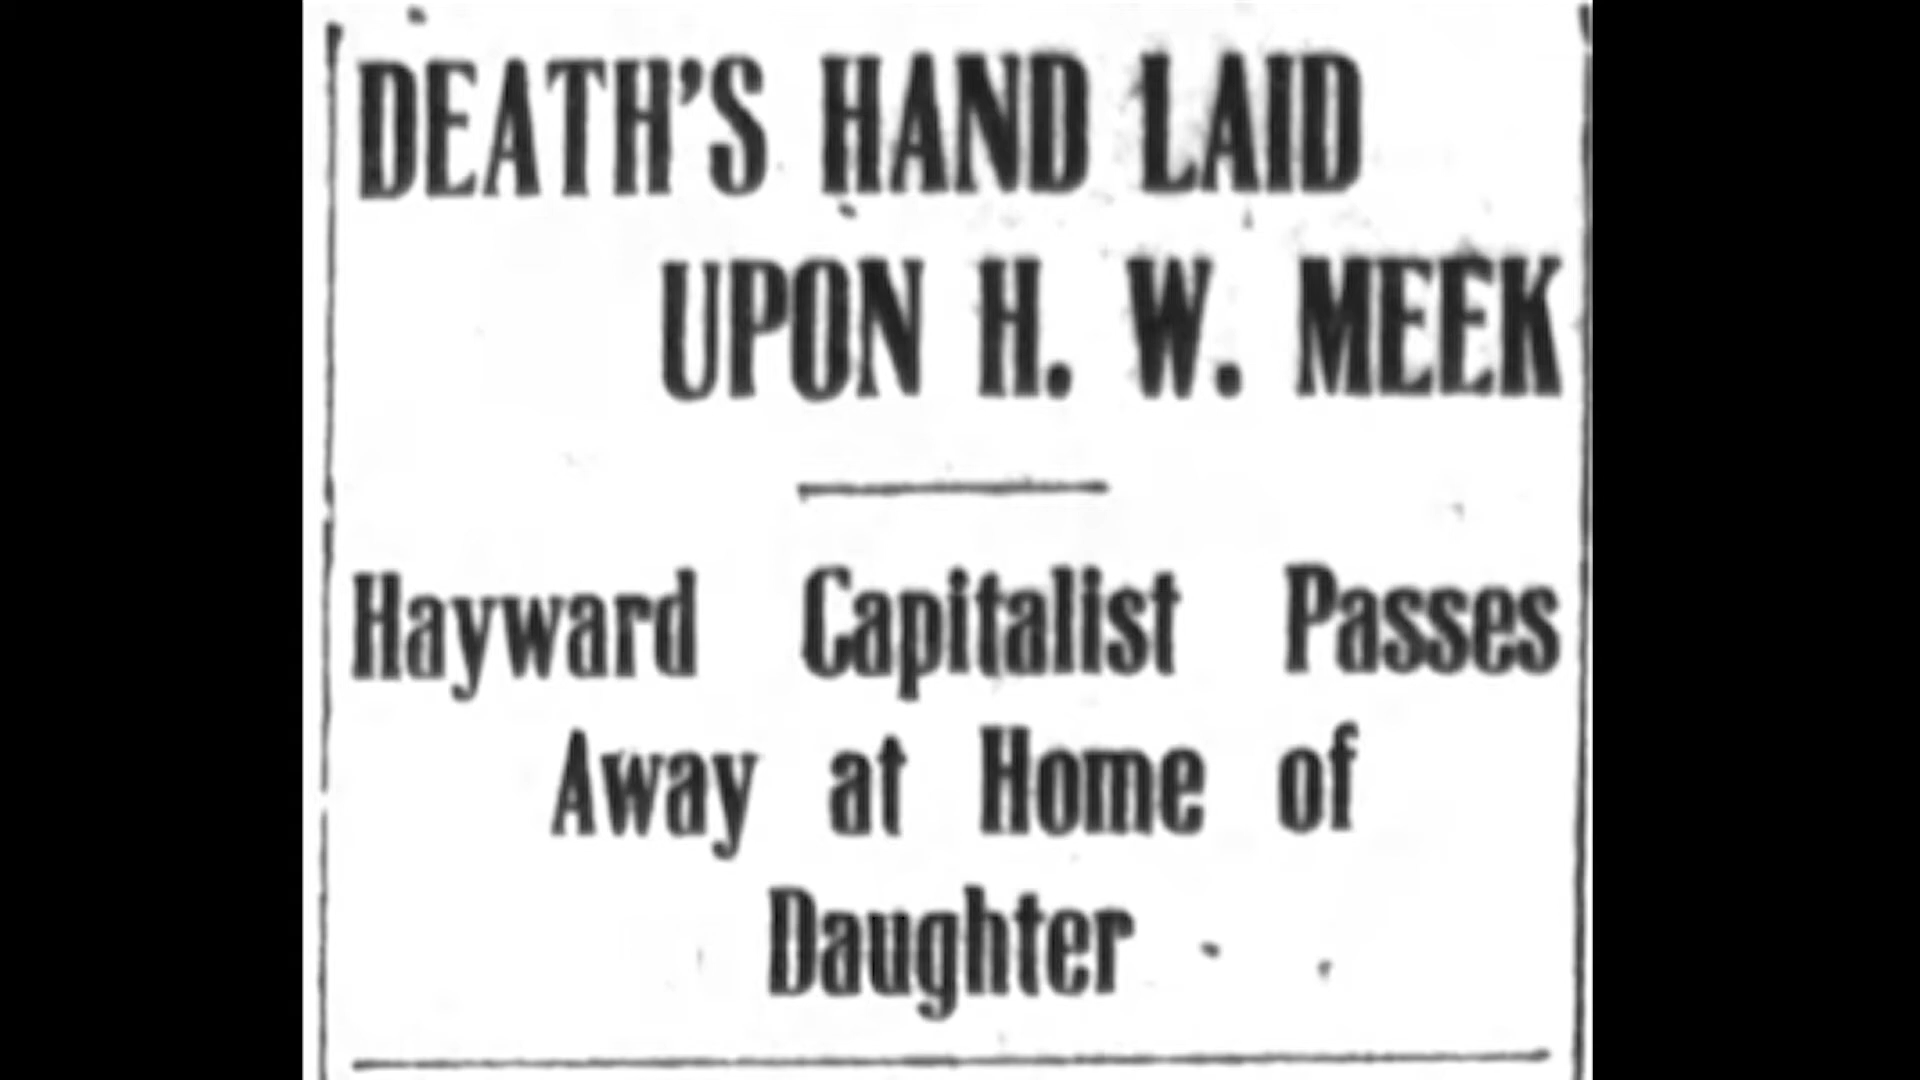 DEATH'S HAND LAID
UPON H. W. MEEK
Hayward Capitalist Passes
Away at Home of
Daughter